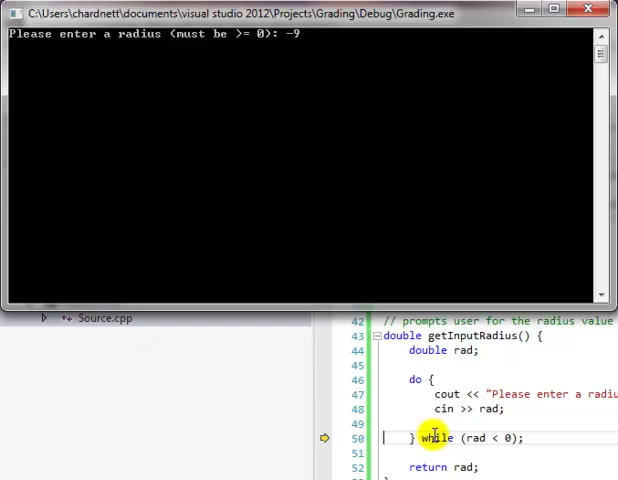 C:\Users\chardnett\documents\visual studio 2012\Projects\Grading\Debug\Grading.exe
Please enter a radius (must be >= 0): -9
Source.cpp
42 // prompts user for the radius value
43 double getInputRadius() {
44 double rad;
45
46 do {
47 cout << "Please enter a radiu
48 cin >> rad;
49
50 } while (rad < 0);
51
52 return rad;